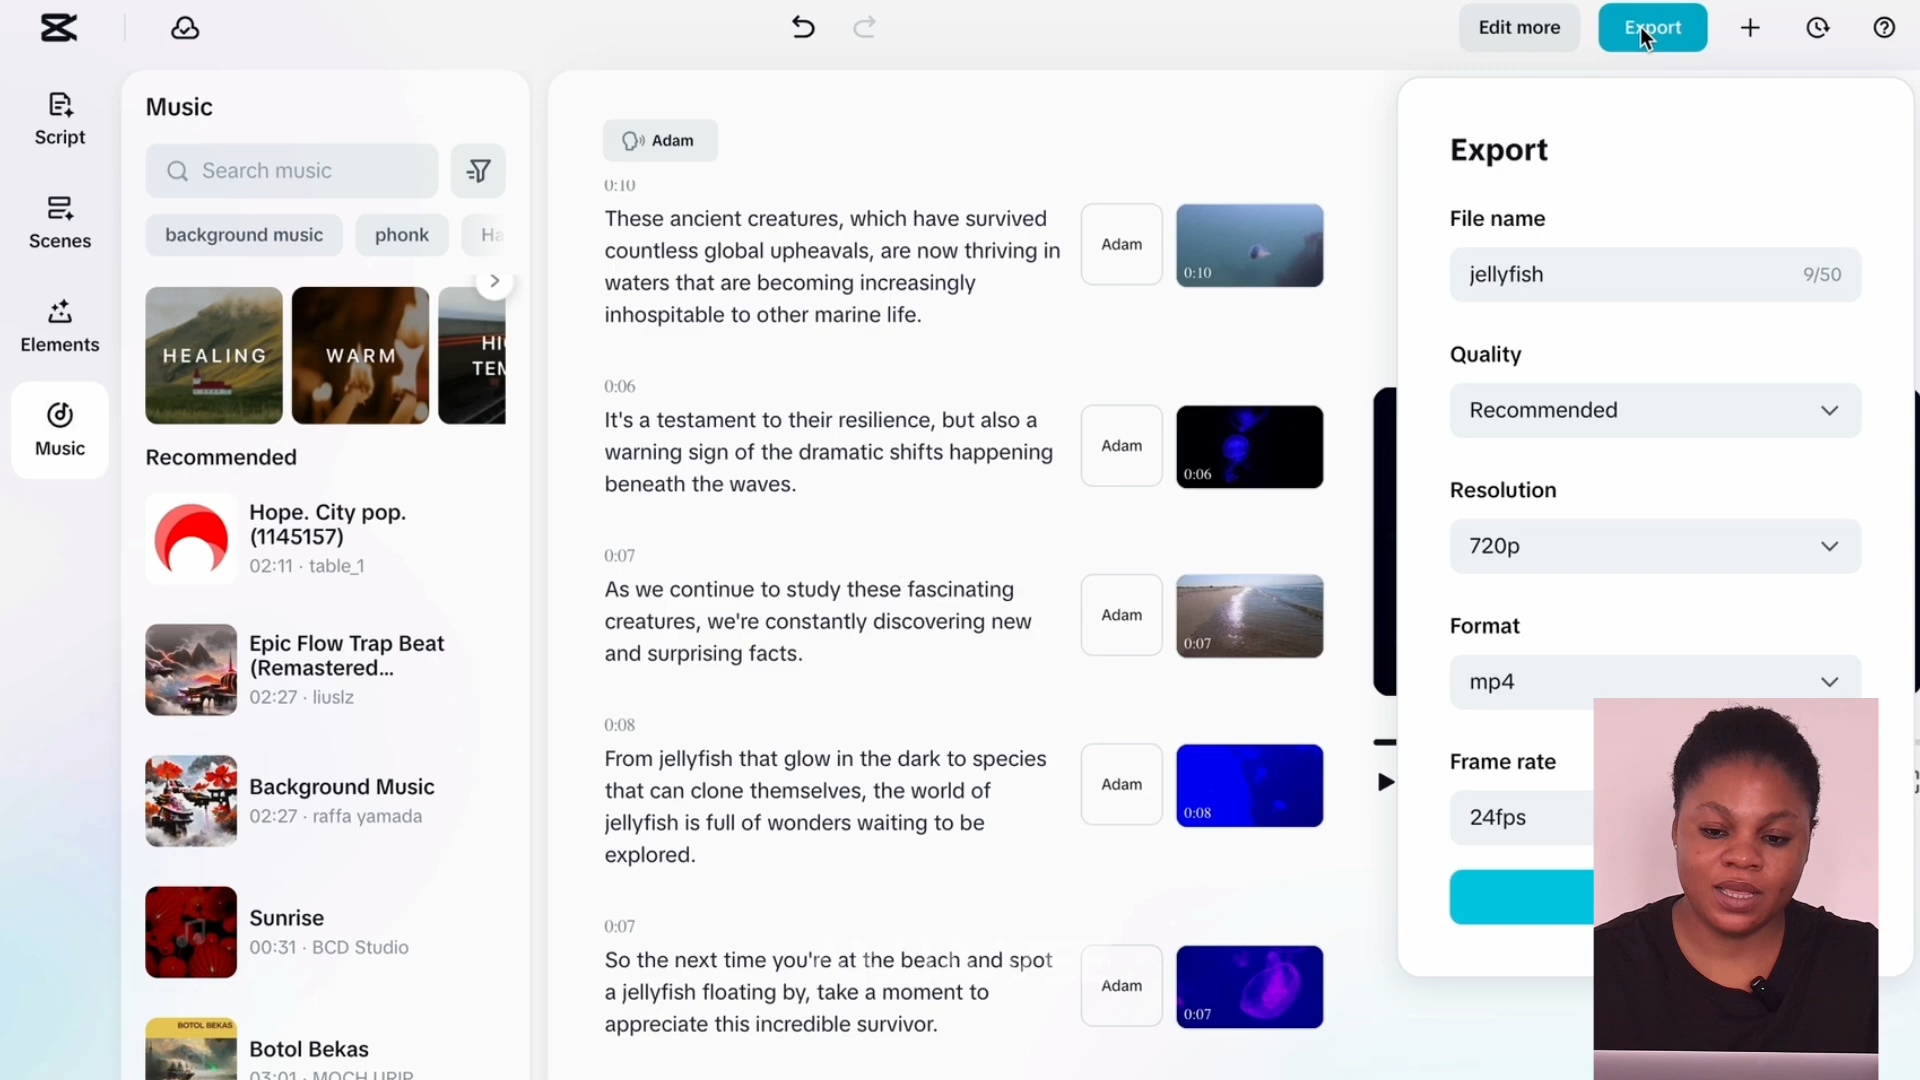 Edit more
Export
Script
Scenes
Elements
Music
Music
Search music
background music
phonk
Ha
HEALING
WARM
HI
TEM
Recommended
Hope. City pop.
(1145157)
02:11 · table_1
Epic Flow Trap Beat
(Remastered...
02:27 · liuslz
Background Music
02:27 · raffa yamada
Sunrise
00:31 · BCD Studio
BOTOL BEKAS
Botol Bekas
03:01 · MOCH URIP
Adam
0:10
These ancient creatures, which have survived
countless global upheavals, are now thriving in
waters that are becoming increasingly
inhospitable to other marine life.
Adam
0:10
0:06
It's a testament to their resilience, but also a
warning sign of the dramatic shifts happening
beneath the waves.
Adam
0:06
0:07
As we continue to study these fascinating
creatures, we're constantly discovering new
and surprising facts.
Adam
0:07
0:08
From jellyfish that glow in the dark to species
that can clone themselves, the world of
jellyfish is full of wonders waiting to be
explored.
Adam
0:08
0:07
So the next time you're at the beach and spot
a jellyfish floating by, take a moment to
appreciate this incredible survivor.
Adam
0:07
Export
File name
jellyfish
9/50
Quality
Recommended
Resolution
720p
Format
mp4
Frame rate
24fps